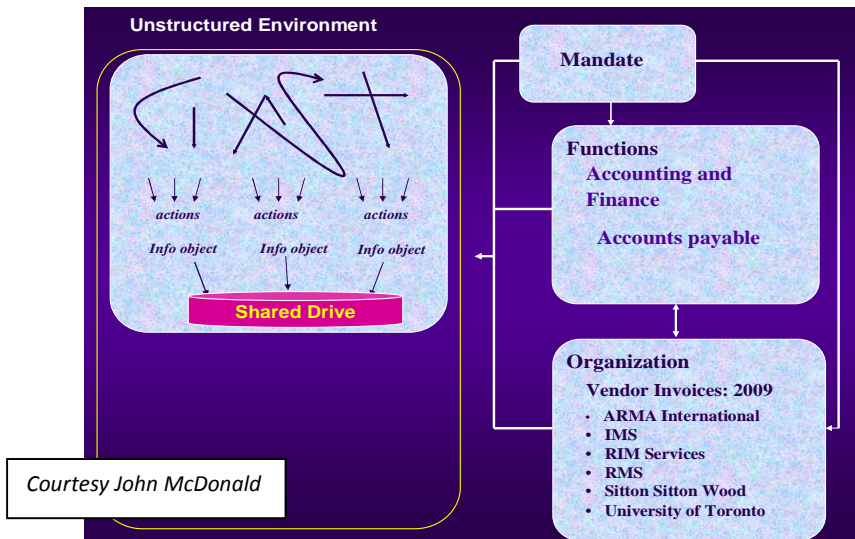 Unstructured Environment
actions
actions
actions
Info object
Info object
Info object
Shared Drive
Mandate
Functions
Accounting and
Finance
Accounts payable
Organization
Vendor Invoices: 2009
• ARMA International
• IMS
• RIM Services
• RMS
• Sitton Sitton Wood
• University of Toronto
Courtesy John McDonald